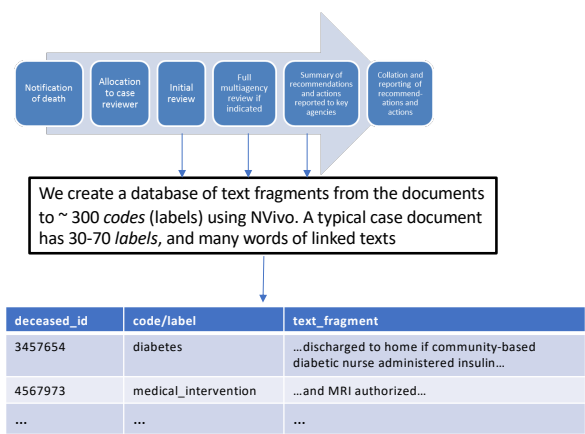 Notification
of death
Allocation
to case
reviewer
Initial
review
Full
multiagency
review if
indicated
Summary of
recommendations
and actions
reported to key
agencies
Collation and
reporting of
recommend-
ations and
actions
We create a database of text fragments from the documents
to ~ 300 codes (labels) using NVivo. A typical case document
has 30-70 labels, and many words of linked texts
deceased_id code/label text_fragment
3457654 diabetes …discharged to home if community-based
diabetic nurse administered insulin…
4567973 medical_intervention …and MRI authorized…
... ... ...